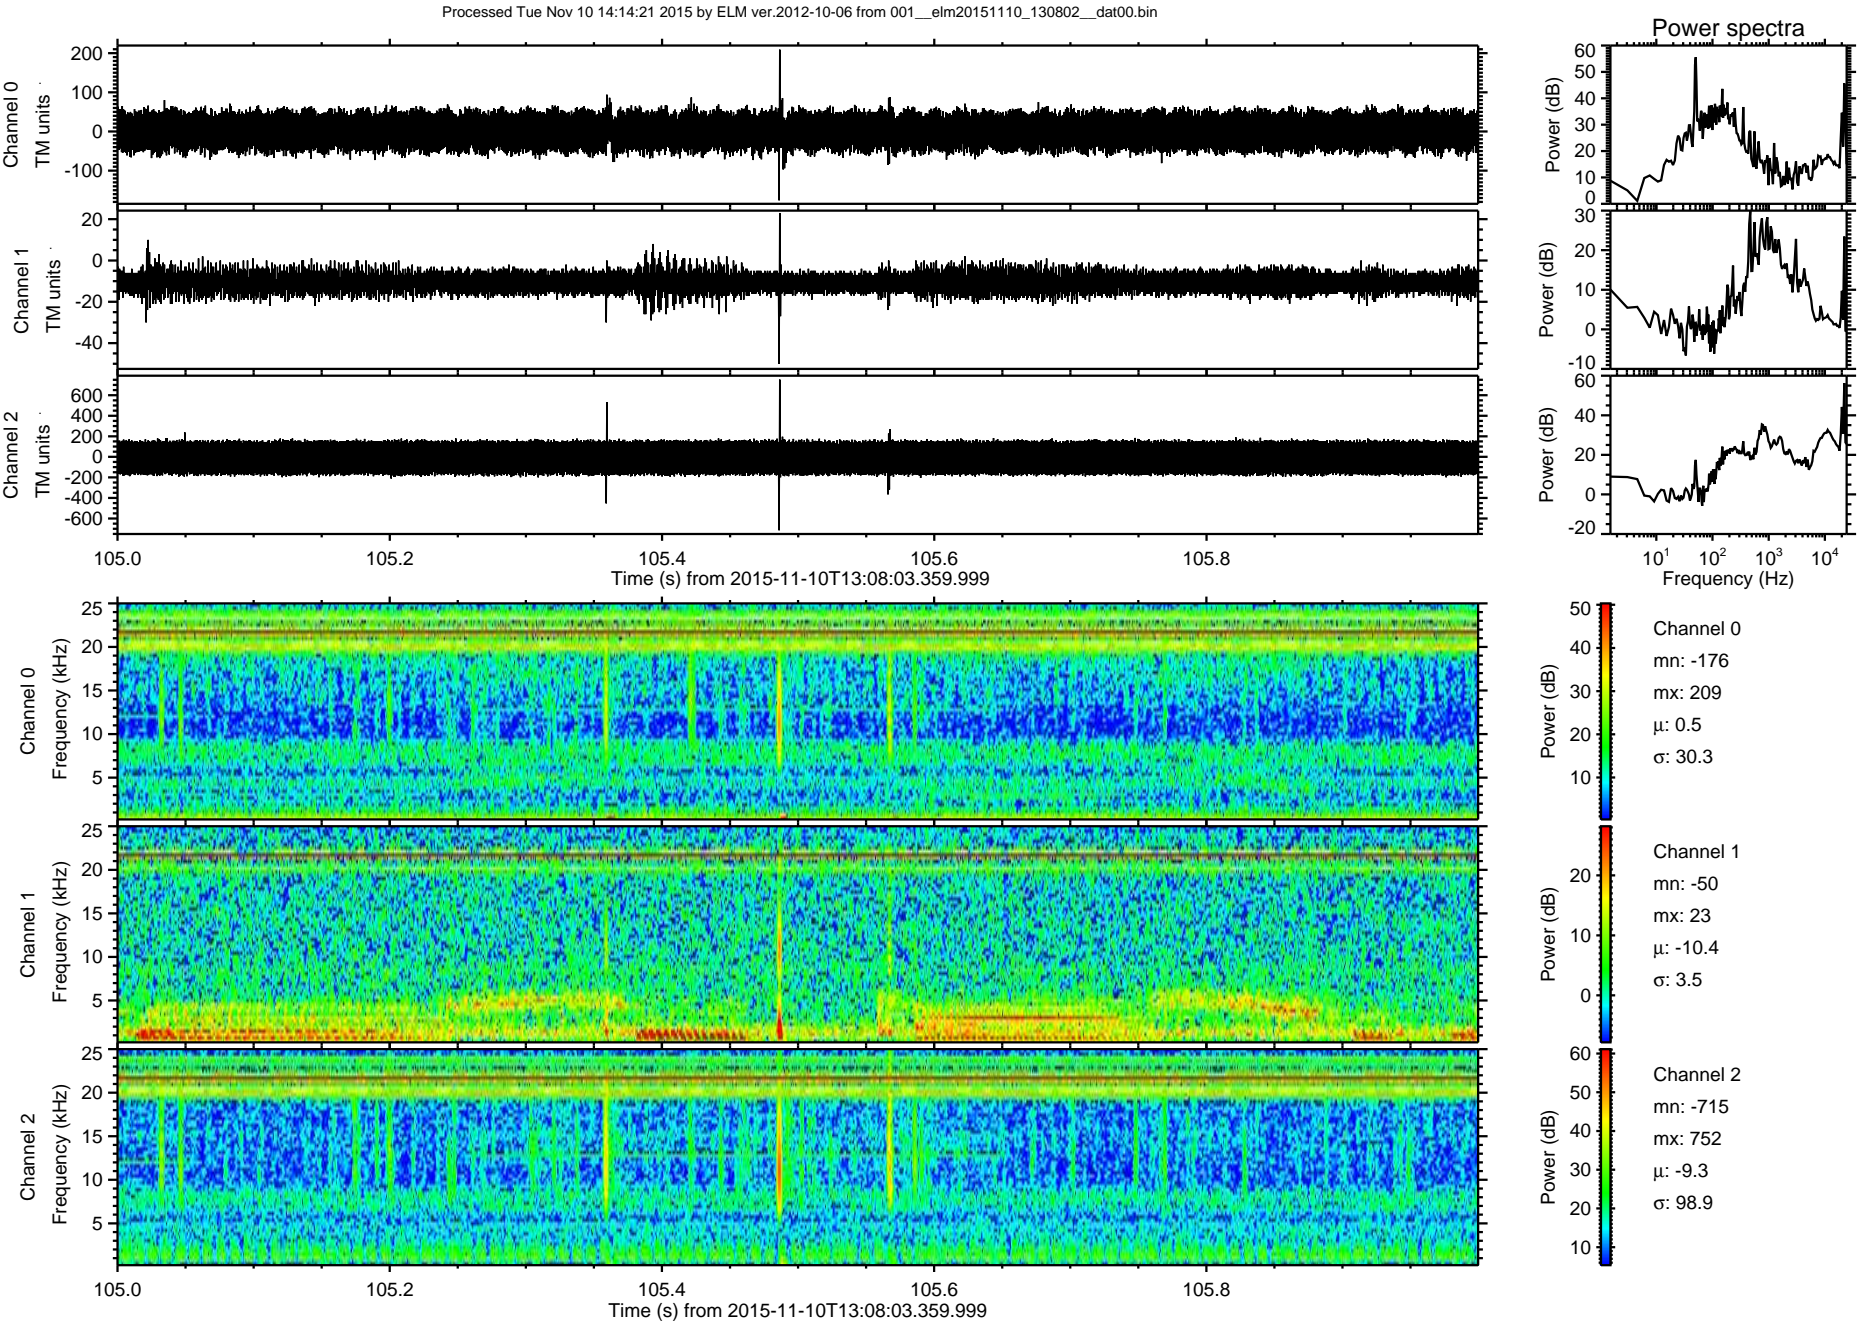 Processed Tue Nov 10 14:14:21 2015 by ELM ver.2012-10-06 from 001__elm20151110_130802__dat00.bin
Power spectra
Channel 0
TM units
200
100
0
-100
Power (dB)
60
50
40
30
20
10
0
Channel 1
TM units
20
0
-20
-40
Power (dB)
30
20
10
0
-10
Channel 2
TM units
600
400
200
0
-200
-400
-600
Power (dB)
60
40
20
0
-20
105.0
105.2
105.4
105.6
105.8
Time (s) from 2015-11-10T13:08:03.359.999
10^1
10^2
10^3
10^4
Frequency (Hz)
Channel 0
Frequency (kHz)
25
20
15
10
5
Power (dB)
50
40
30
20
10
Channel 0
mn: -176
mx: 209
μ: 0.5
σ: 30.3
Channel 1
Frequency (kHz)
25
20
15
10
5
Power (dB)
20
10
0
Channel 1
mn: -50
mx: 23
μ: -10.4
σ: 3.5
Channel 2
Frequency (kHz)
25
20
15
10
5
Power (dB)
60
50
40
30
20
10
Channel 2
mn: -715
mx: 752
μ: -9.3
σ: 98.9
105.0
105.2
105.4
105.6
105.8
Time (s) from 2015-11-10T13:08:03.359.999